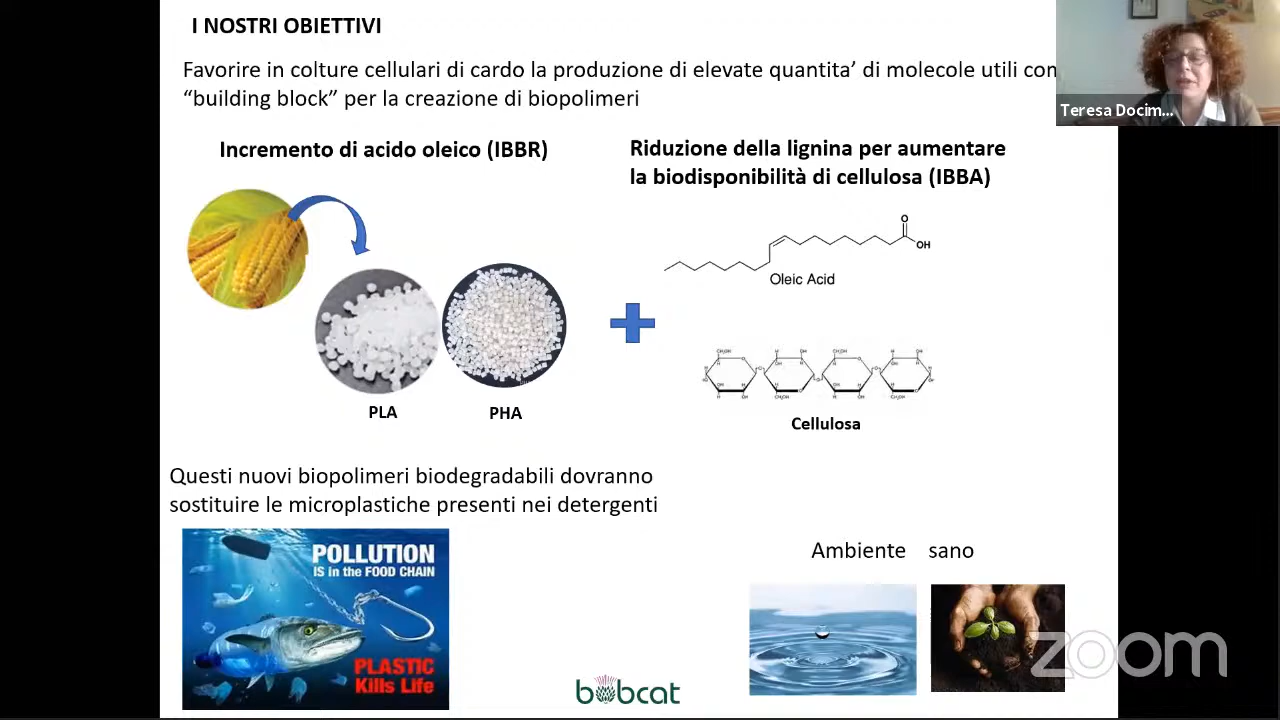 I NOSTRI OBIETTIVI
Favorire in colture cellulari di cardo la produzione di elevate quantita’ di molecole utili com
“building block” per la creazione di biopolimeri
Teresa Docim...
Incremento di acido oleico (IBBR)
Riduzione della lignina per aumentare
la biodisponibilità di cellulosa (IBBA)
O
OH
Oleic Acid
PLA
PHA
Cellulosa
Questi nuovi biopolimeri biodegradabili dovranno
sostituire le microplastiche presenti nei detergenti
POLLUTION
IS in the FOOD CHAIN
PLASTIC
Kills Life
Ambiente sano
bobcat
zoom